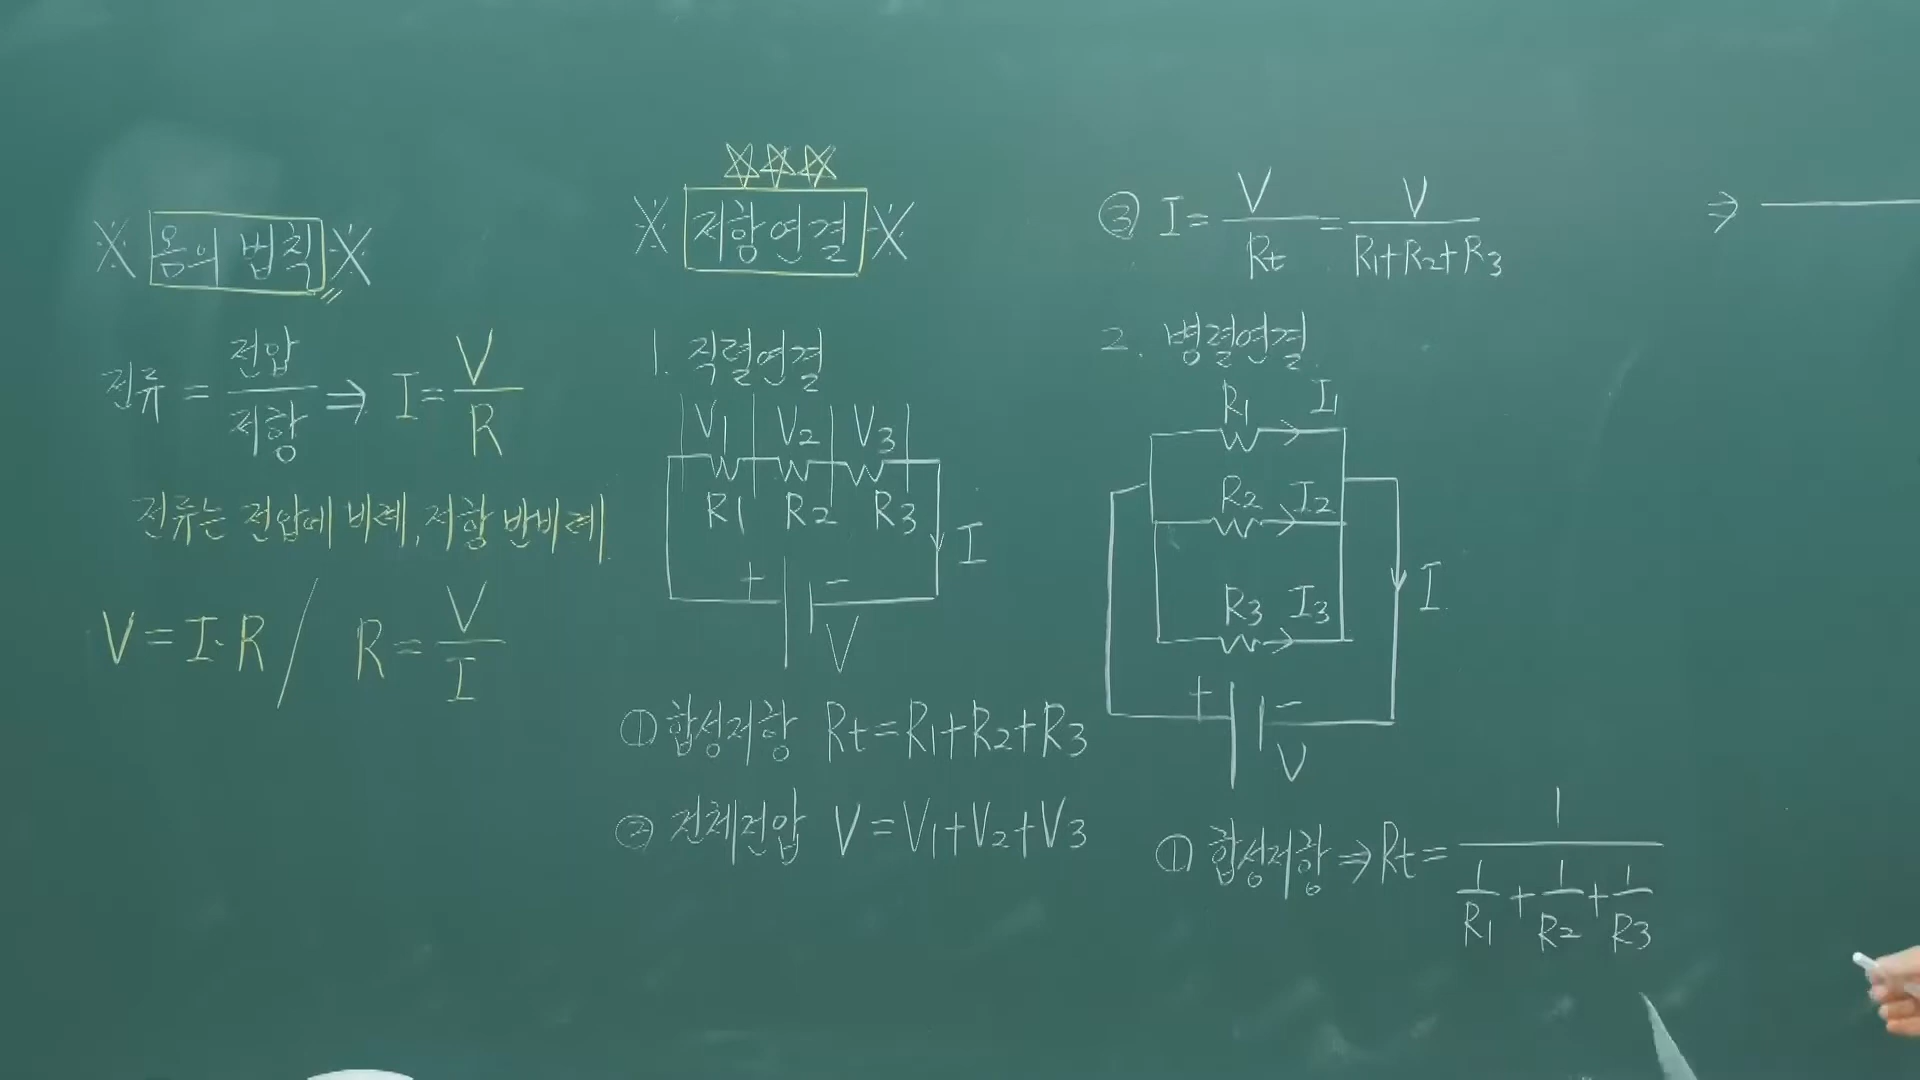 ※ 옴의 법칙 ※
전류 = 전압/저항 ⇒ I = V/R
전류는 전압에 비례, 저항 반비례
V = I·R / R = V/I
☆☆☆
※ 저항연결 ※
1. 직렬연결
V1 V2 V3
R1 R2 R3
I
+ -
V
① 합성저항 Rt = R1+R2+R3
② 전체전압 V = V1+V2+V3
③ I = V/Rt = V/(R1+R2+R3)
2. 병렬연결
R1 I1
R2 I2
R3 I3
I
+ -
V
① 합성저항 ⇒ Rt = 1/(1/R1 + 1/R2 + 1/R3)
⇒